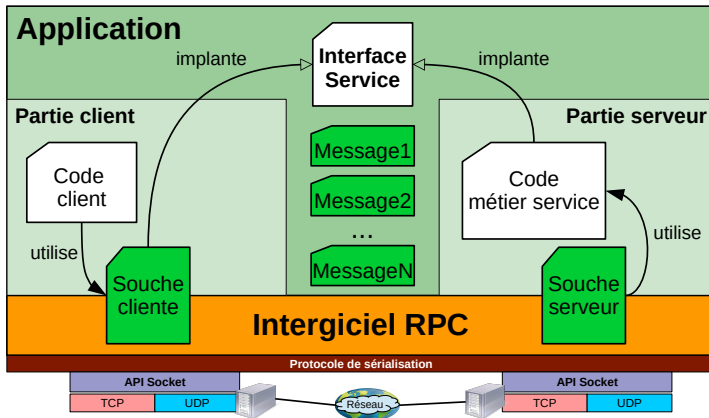 Application
implante
Interface
Service
implante
Partie client
Partie serveur
Message1
Code
client
Code
métier service
Message2
...
utilise
utilise
MessageN
Souche
cliente
Souche
serveur
Intergiciel RPC
Protocole de sérialisation
API Socket
API Socket
TCP
UDP
Réseau
TCP
UDP